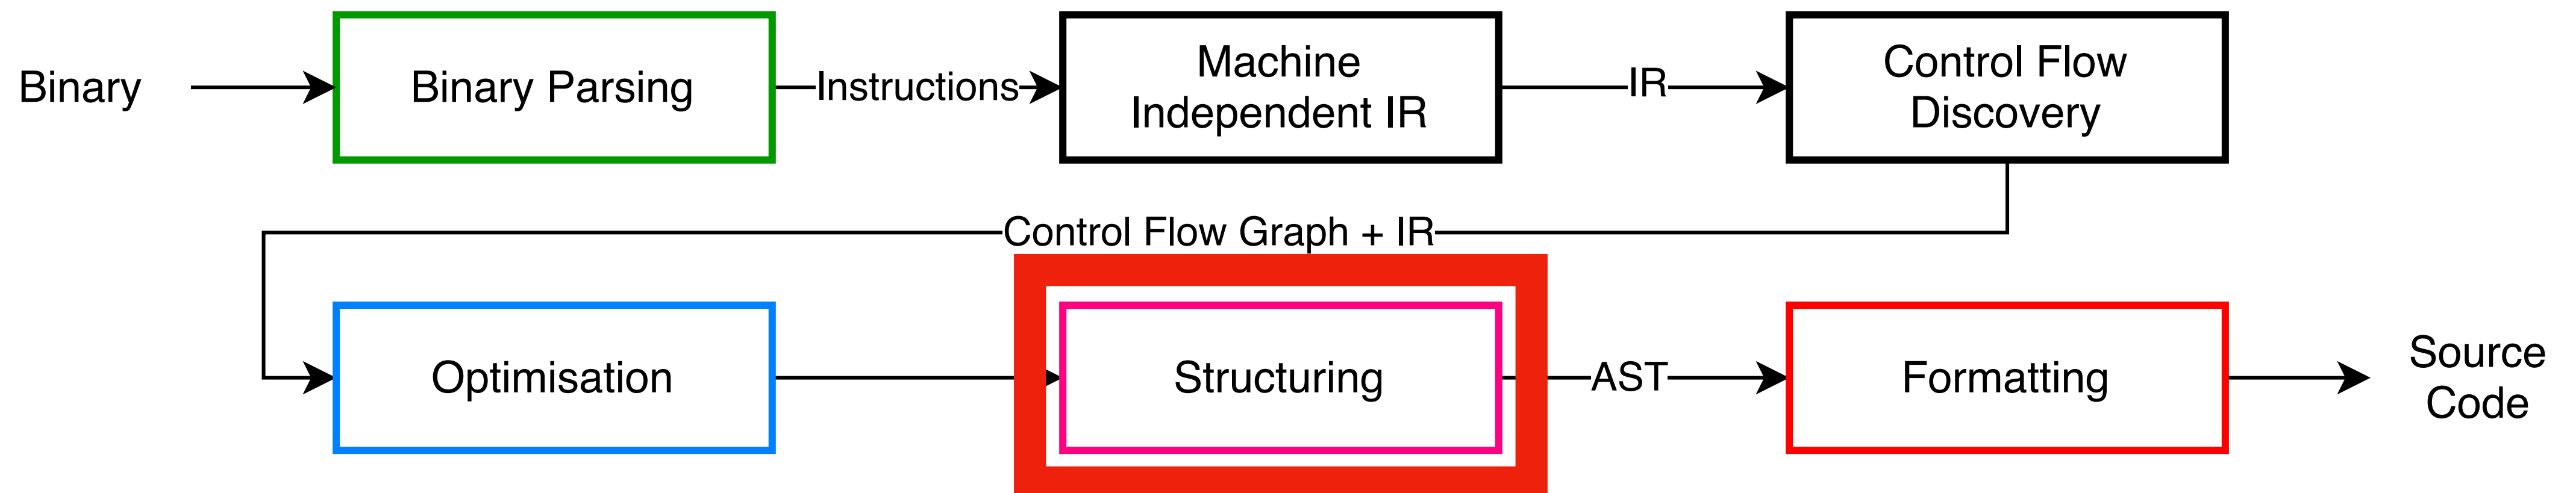 Binary
Binary Parsing
Instructions
Machine
Independent IR
IR
Control Flow
Discovery
Control Flow Graph + IR
Optimisation
Structuring
AST
Formatting
Source
Code